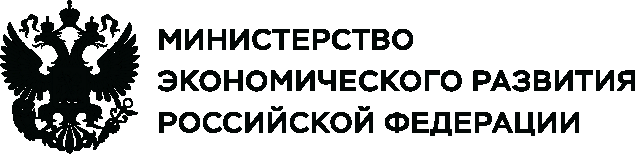 МИНИСТЕРСТВО
ЭКОНОМИЧЕСКОГО РАЗВИТИЯ
РОССИЙСКОЙ ФЕДЕРАЦИИ